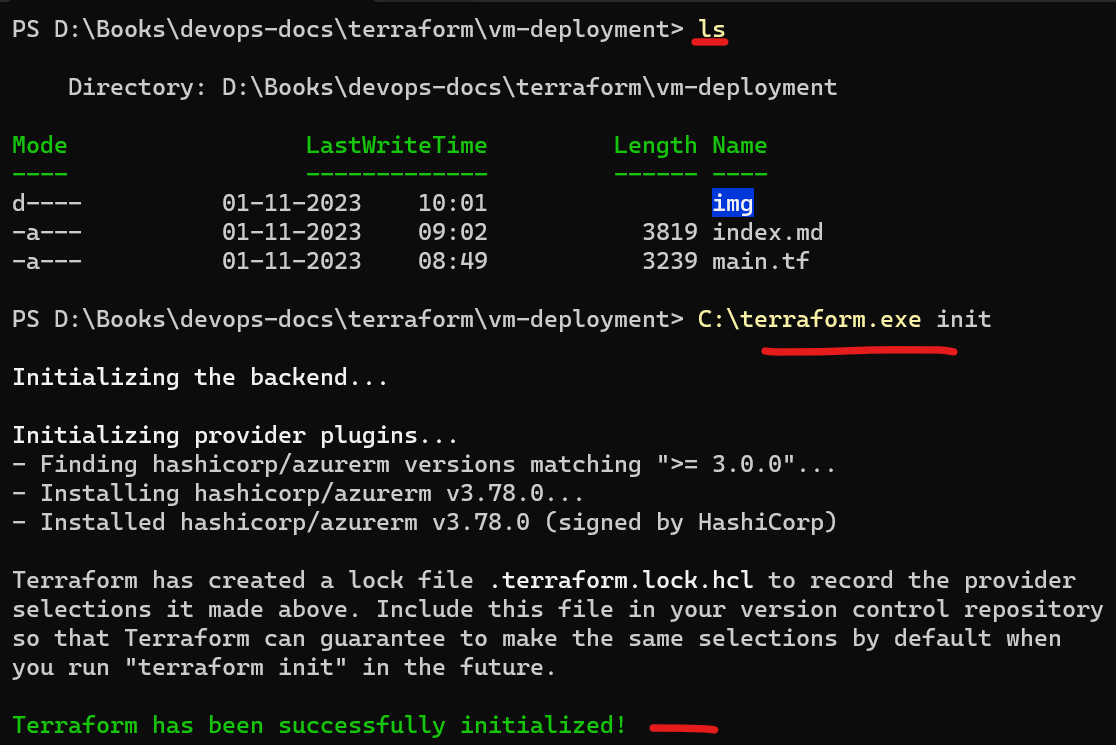 PS D:\Books\devops-docs\terraform\vm-deployment> ls
Directory: D:\Books\devops-docs\terraform\vm-deployment
Mode LastWriteTime Length Name
---- ------------- ------ ----
d---- 01-11-2023 10:01 img
-a--- 01-11-2023 09:02 3819 index.md
-a--- 01-11-2023 08:49 3239 main.tf
PS D:\Books\devops-docs\terraform\vm-deployment> C:\terraform.exe init
Initializing the backend...
Initializing provider plugins...
- Finding hashicorp/azurerm versions matching ">= 3.0.0"...
- Installing hashicorp/azurerm v3.78.0...
- Installed hashicorp/azurerm v3.78.0 (signed by HashiCorp)
Terraform has created a lock file .terraform.lock.hcl to record the provider
selections it made above. Include this file in your version control repository
so that Terraform can guarantee to make the same selections by default when
you run "terraform init" in the future.
Terraform has been successfully initialized!